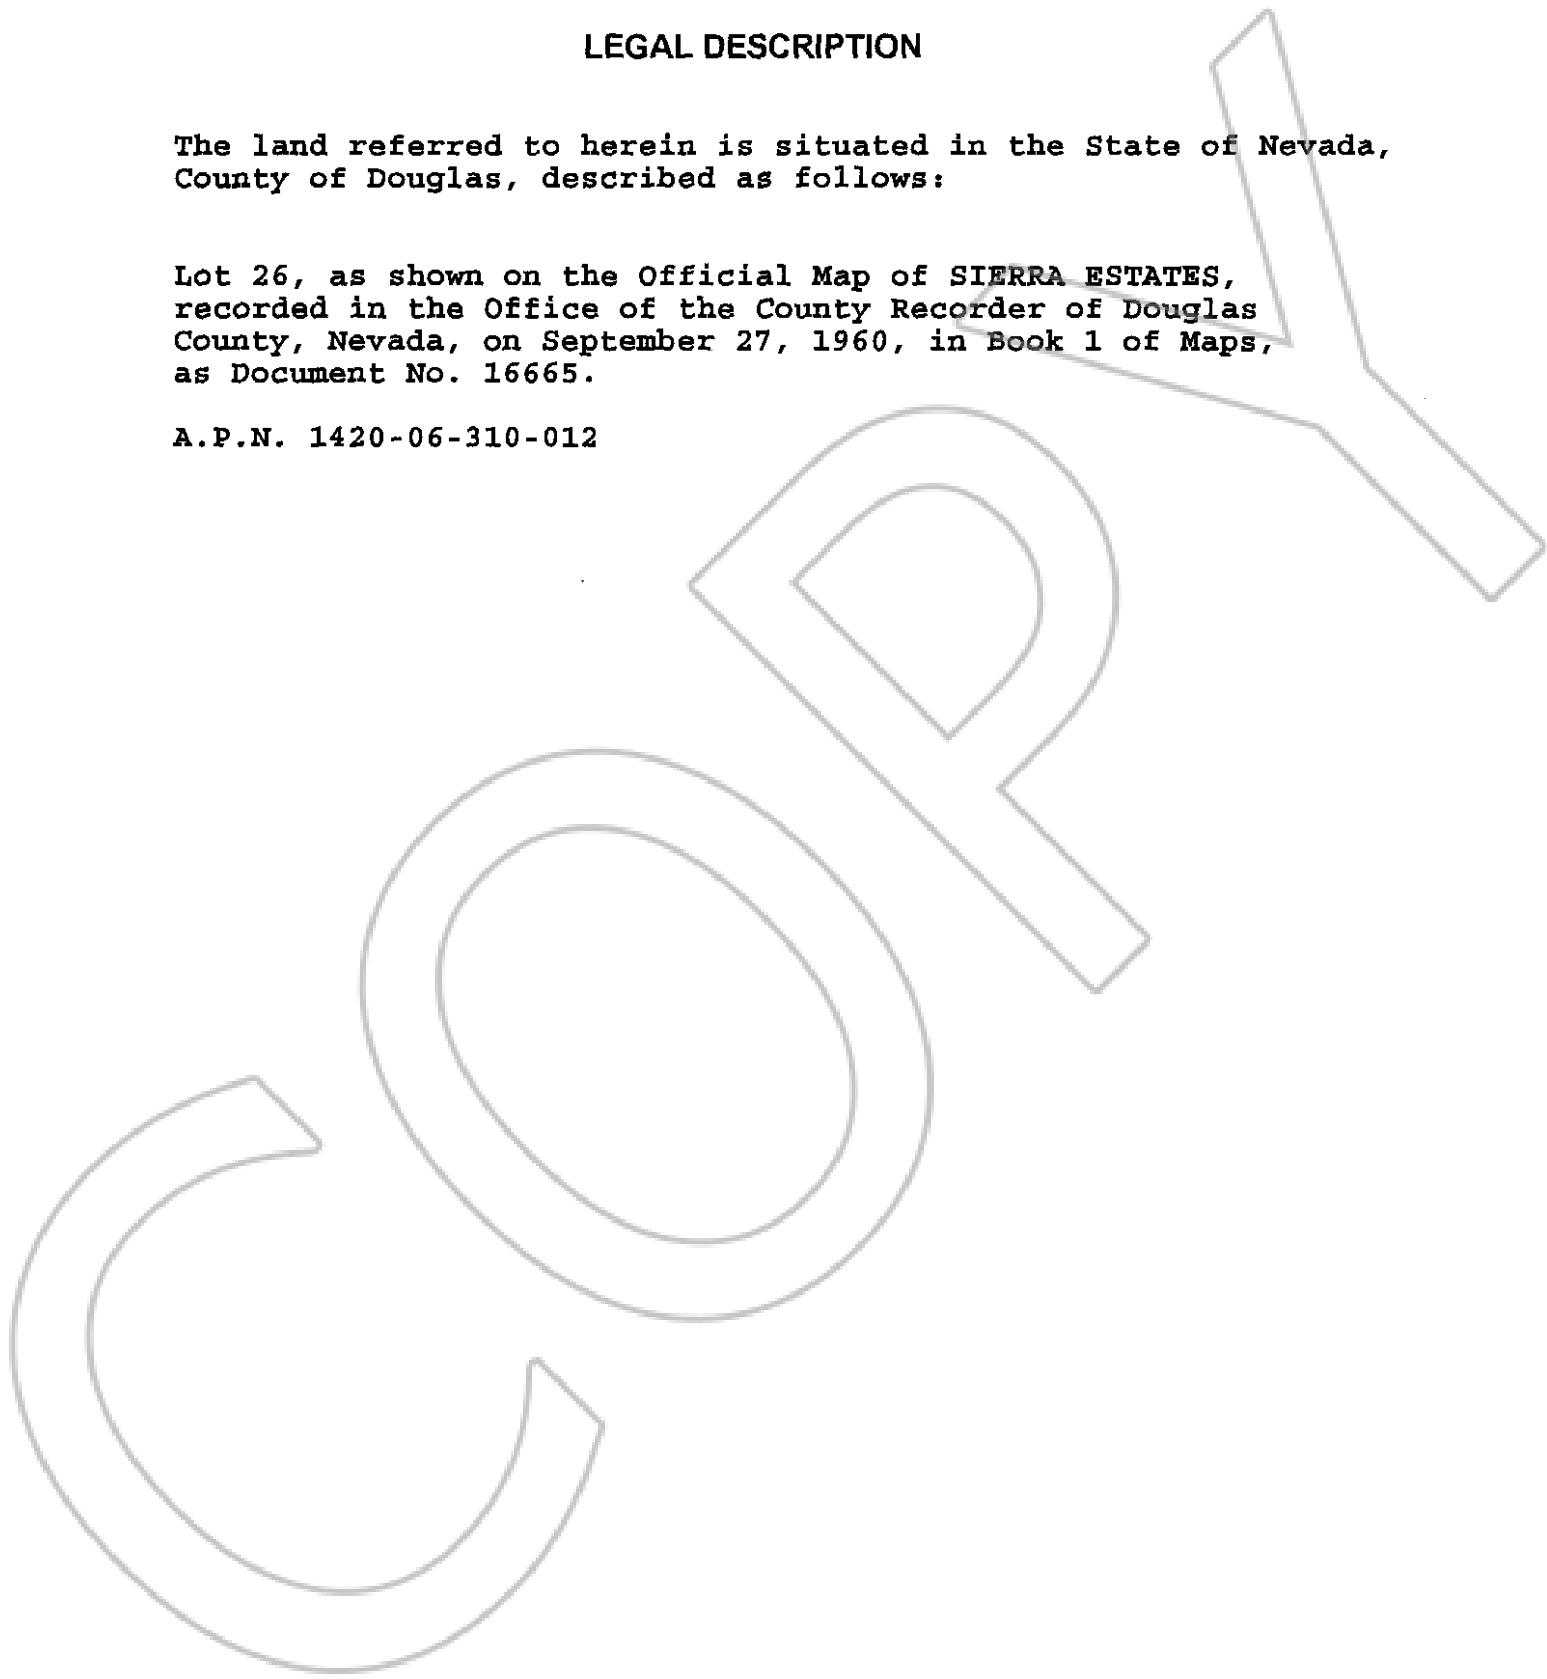 LEGAL DESCRIPTION
The land referred to herein is situated in the State of Nevada,
County of Douglas, described as follows:
Lot 26, as shown on the Official Map of SIERRA ESTATES,
recorded in the Office of the County Recorder of Douglas
County, Nevada, on September 27, 1960, in Book 1 of Maps,
as Document No. 16665.
A.P.N. 1420-06-310-012
COPY